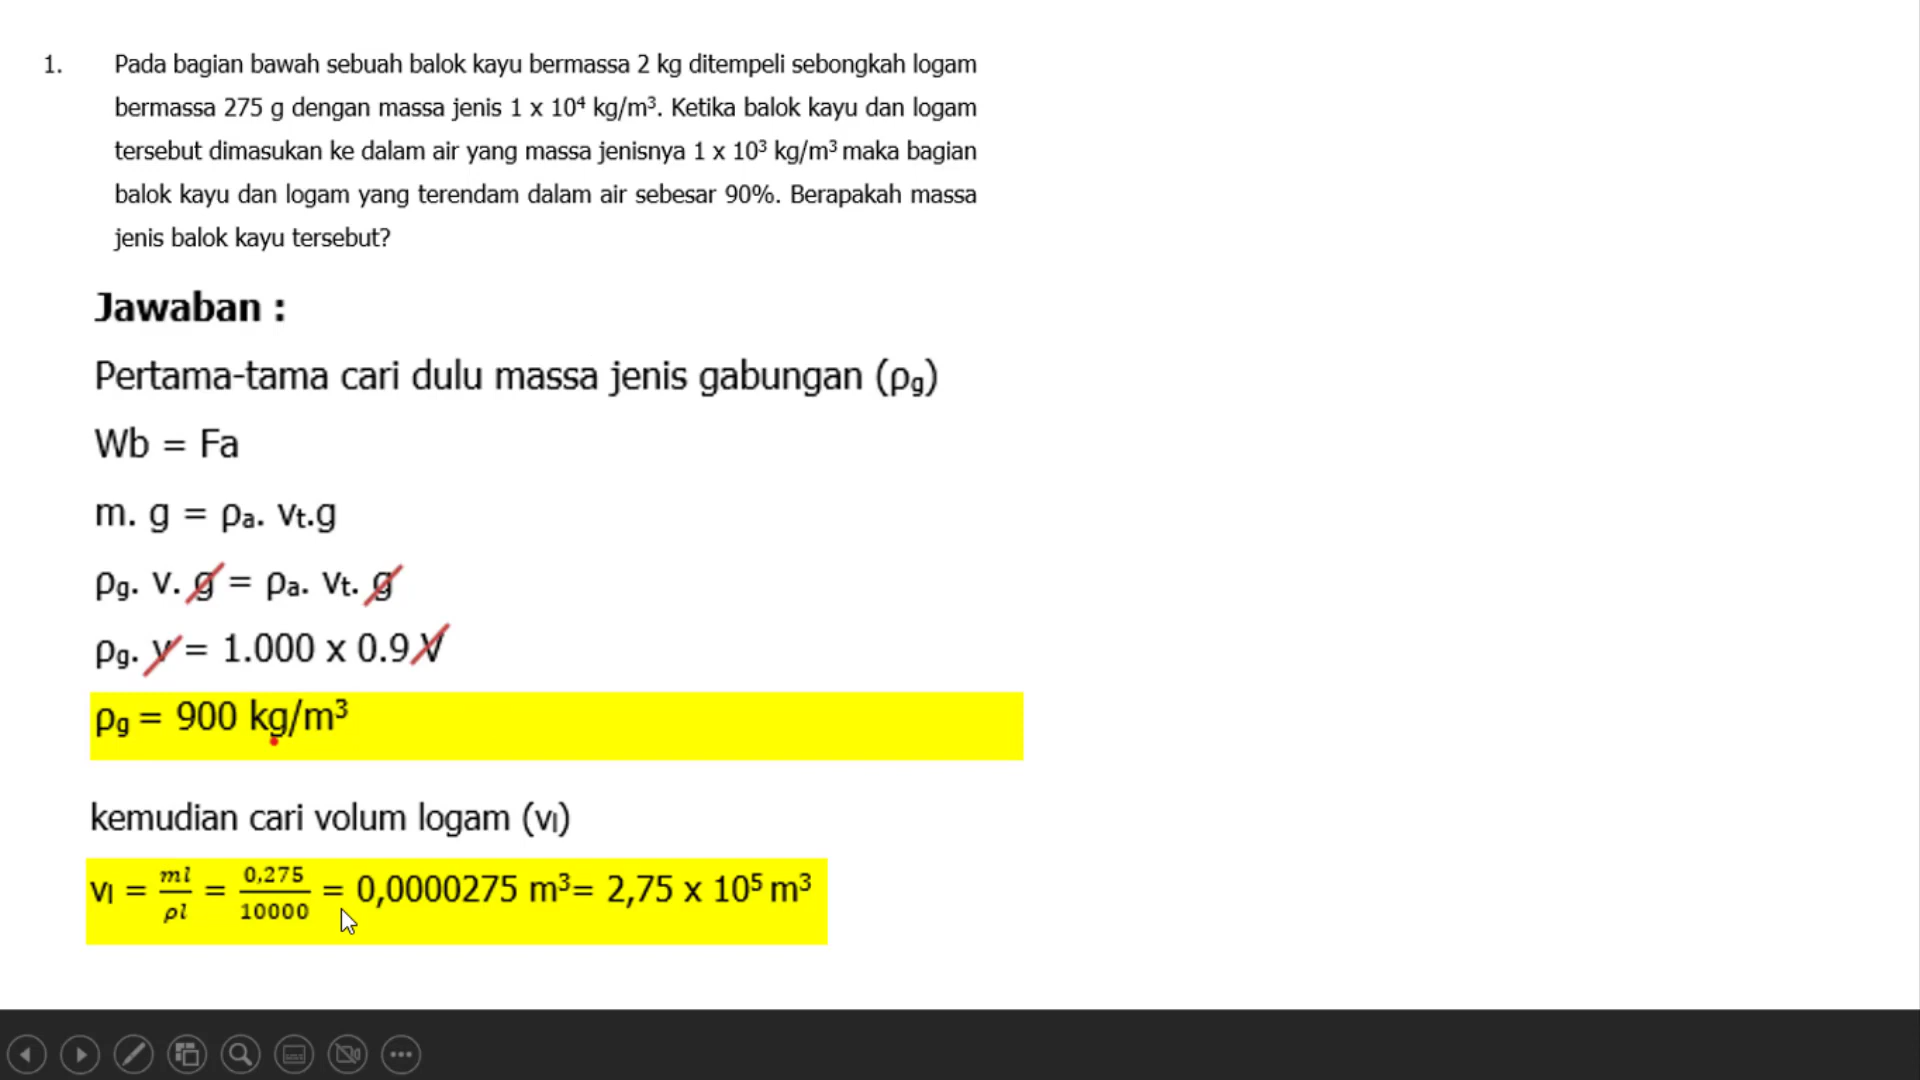 1. Pada bagian bawah sebuah balok kayu bermassa 2 kg ditempeli sebongkah logam
bermassa 275 g dengan massa jenis 1 x 10⁴ kg/m³. Ketika balok kayu dan logam
tersebut dimasukan ke dalam air yang massa jenisnya 1 x 10³ kg/m³ maka bagian
balok kayu dan logam yang terendam dalam air sebesar 90%. Berapakah massa
jenis balok kayu tersebut?
Jawaban :
Pertama-tama cari dulu massa jenis gabungan (ρg)
Wb = Fa
m. g = ρa. vt.g
ρg. v. g = ρa. vt. g
ρg. v = 1.000 x 0.9 V
ρg = 900 kg/m³
kemudian cari volum logam (vl)
vl = ml/ρl = 0,275/10000 = 0,0000275 m³= 2,75 x 10⁵ m³